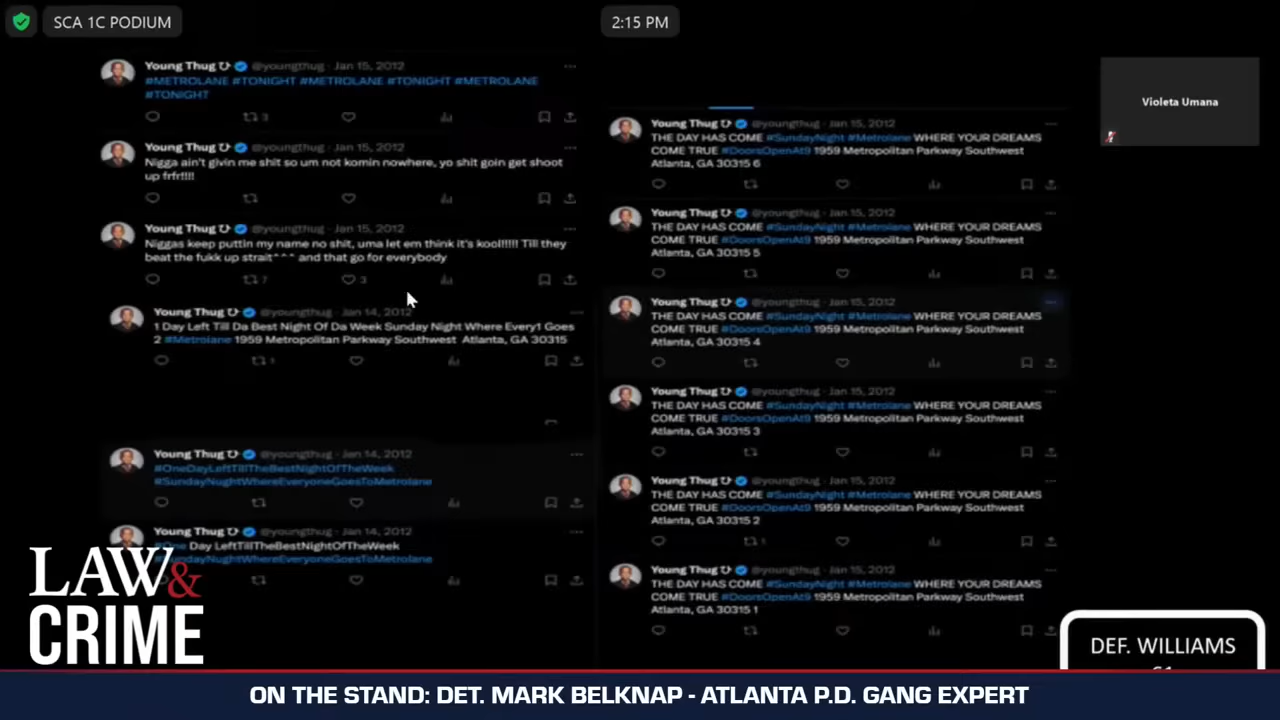 SCA 1C PODIUM
2:15 PM
Young Thug @youngthug · Jan 15, 2012
#METROLANE #TONIGHT #METROLANE #TONIGHT #METROLANE
#TONIGHT
3
Young Thug @youngthug · Jan 15, 2012
Nigga ain't givin me shit so um not komin nowhere, yo shit goin get shoot
up frfr!!!!
Young Thug @youngthug · Jan 15, 2012
Niggas keep puttin my name no shit, uma let em think it's kool!!!!! Till they
beat the fukk up strait^^^ and that go for everybody
7 3
Young Thug @youngthug · Jan 14, 2012
1 Day Left Till Da Best Night Of Da Week Sunday Night Where Every1 Goes
2 #Metrolane 1959 Metropolitan Parkway Southwest Atlanta, GA 30315
1
Young Thug @youngthug · Jan 14, 2012
#OneDayLeftTillTheBestNightOfTheWeek
#SundayNughtWhereEveryoneGoesToMetrolane
Young Thug @youngthug · Jan 14, 2012
#One Day LeftTillTheBestNightOfTheWeek
#SundayNughtWhereEveryoneGoesToMetrolane
Young Thug @youngthug · Jan 15, 2012
THE DAY HAS COME #SundayNight #Metrolane WHERE YOUR DREAMS
COME TRUE #DoorsOpenAt9 1959 Metropolitan Parkway Southwest
Atlanta, GA 30315 6
Young Thug @youngthug · Jan 15, 2012
THE DAY HAS COME #SundayNight #Metrolane WHERE YOUR DREAMS
COME TRUE #DoorsOpenAt9 1959 Metropolitan Parkway Southwest
Atlanta, GA 30315 5
Young Thug @youngthug · Jan 15, 2012
THE DAY HAS COME #SundayNight #Metrolane WHERE YOUR DREAMS
COME TRUE #DoorsOpenAt9 1959 Metropolitan Parkway Southwest
Atlanta, GA 30315 4
Young Thug @youngthug · Jan 15, 2012
THE DAY HAS COME #SundayNight #Metrolane WHERE YOUR DREAMS
COME TRUE #DoorsOpenAt9 1959 Metropolitan Parkway Southwest
Atlanta, GA 30315 3
Young Thug @youngthug · Jan 15, 2012
THE DAY HAS COME #SundayNight #Metrolane WHERE YOUR DREAMS
COME TRUE #DoorsOpenAt9 1959 Metropolitan Parkway Southwest
Atlanta, GA 30315 2
1
Young Thug @youngthug · Jan 15, 2012
THE DAY HAS COME #SundayNight #Metrolane WHERE YOUR DREAMS
COME TRUE #DoorsOpenAt9 1959 Metropolitan Parkway Southwest
Atlanta, GA 30315 1
Violeta Umana
LAW&
CRIME
DEF. WILLIAMS
ON THE STAND: DET. MARK BELKNAP - ATLANTA P.D. GANG EXPERT